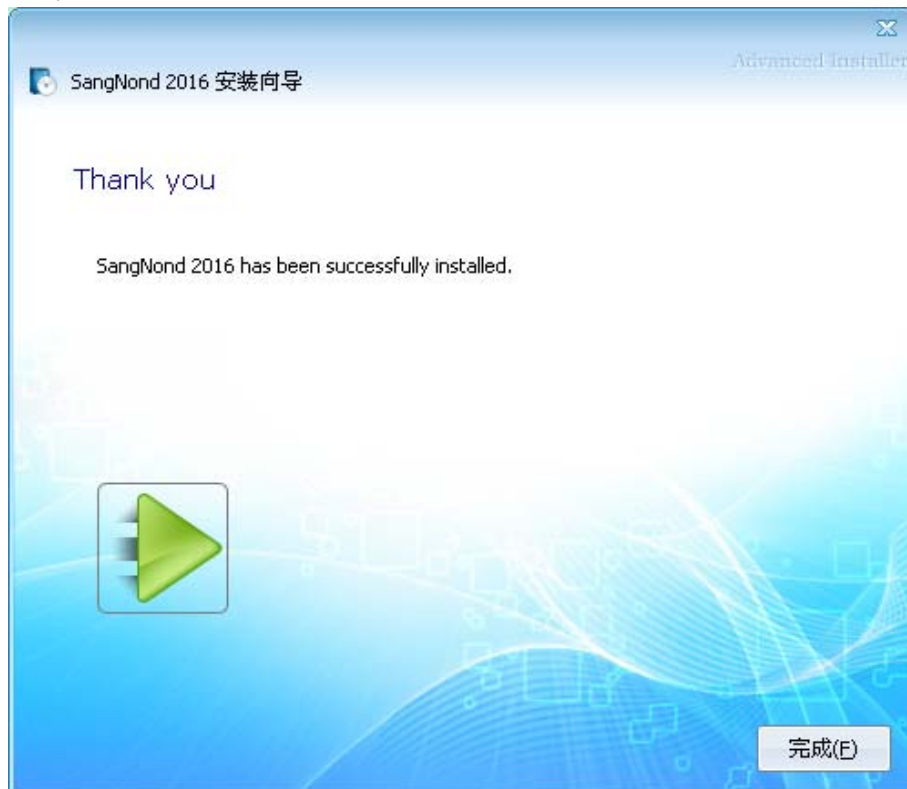 Advanced Installer
SangNond 2016 安装向导
Thank you
SangNond 2016 has been successfully installed.
完成(F)